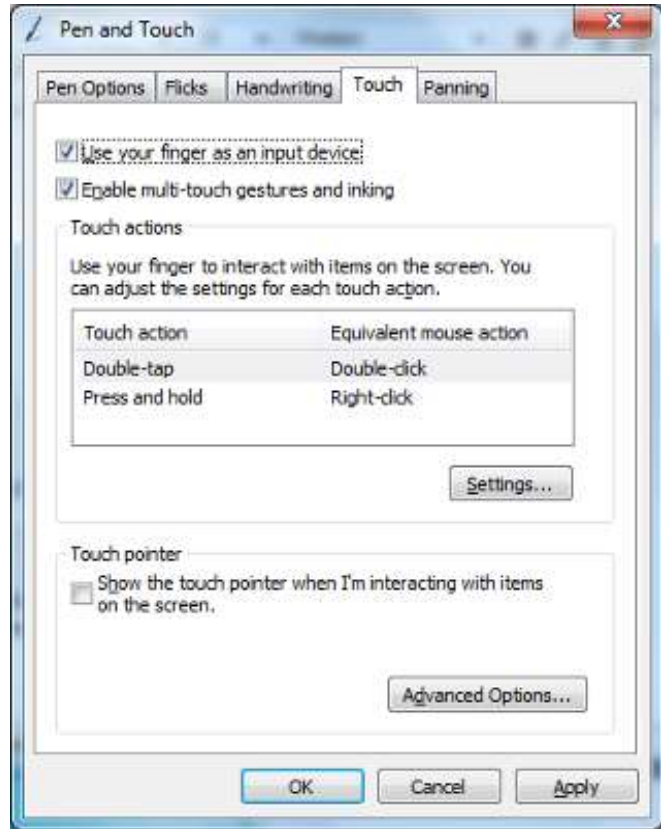 Pen and Touch
Pen Options Flicks Handwriting Touch Panning
Use your finger as an input device
Enable multi-touch gestures and inking
Touch actions
Use your finger to interact with items on the screen. You
can adjust the settings for each touch action.
Touch action Equivalent mouse action
Double-tap Double-click
Press and hold Right-click
Settings...
Touch pointer
Show the touch pointer when I'm interacting with items
on the screen.
Advanced Options...
OK Cancel Apply